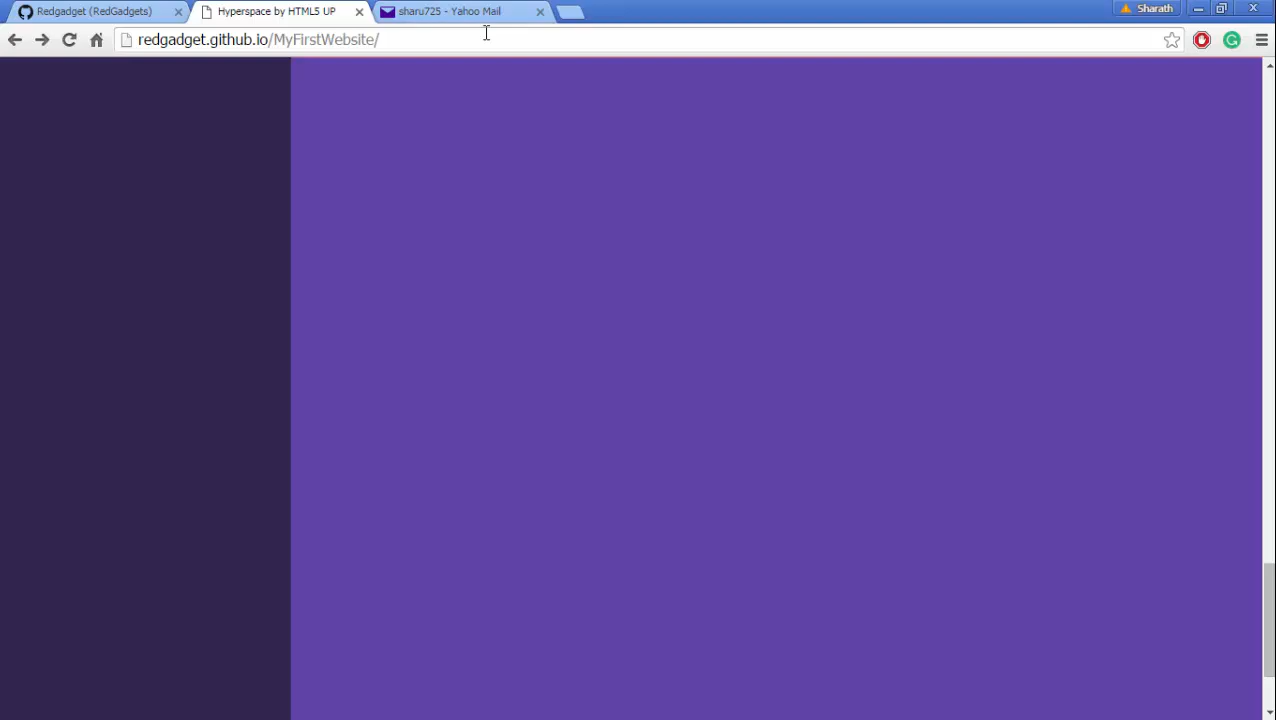 Redgadget (RedGadgets)
Hyperspace by HTML5 UP
sharu725 - Yahoo Mail
Sharath
redgadget.github.io/MyFirstWebsite/